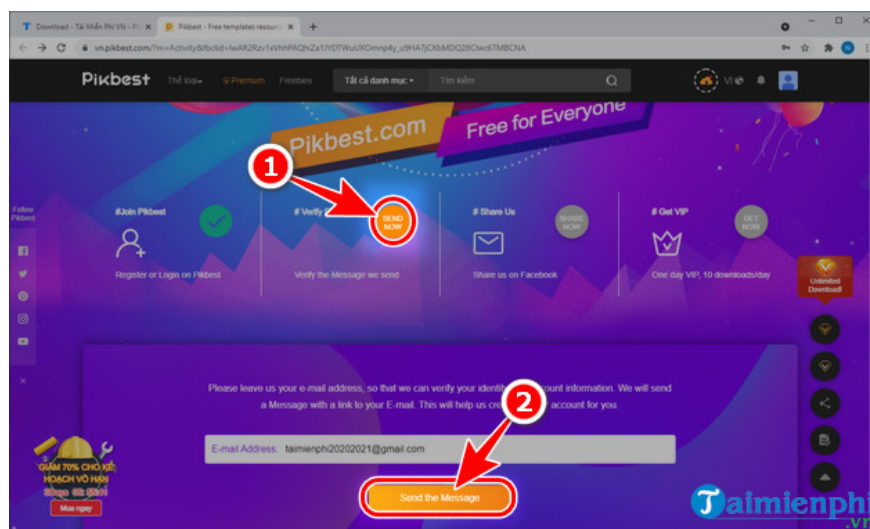 Download - Tải Miễn Phí VN - Pr
Pikbest - Free templates resourc
vn.pikbest.com/?m=Activity&fbclid=
Pikbest
Thể loại
Premium
Freebies
Tất cả danh mục
Tìm kiếm
VI
Pikbest.com
Free for Everyone
1
Follow
Pikbest
#Join Pikbest
# Verify
SEND
NOW
# Share Us
SHARE
NOW
# Get VIP
GET
NOW
Register or Login on Pikbest
Verify the Message we send
Share us on Facebook
One day VIP, 10 downloads/day
Unlimited
Download!
Please leave us your e-mail address, so that we can verify your identity
ount information. We will send
a Message with a link to your E-mail. This will help us
account for you.
2
E-mail Address:
taimienphi20202021@gmail.com
Send the Message
GIẢM 70% CHO KẾ
HOẠCH VÔ HẠN
Mua ngay
Taimienphi
.vn